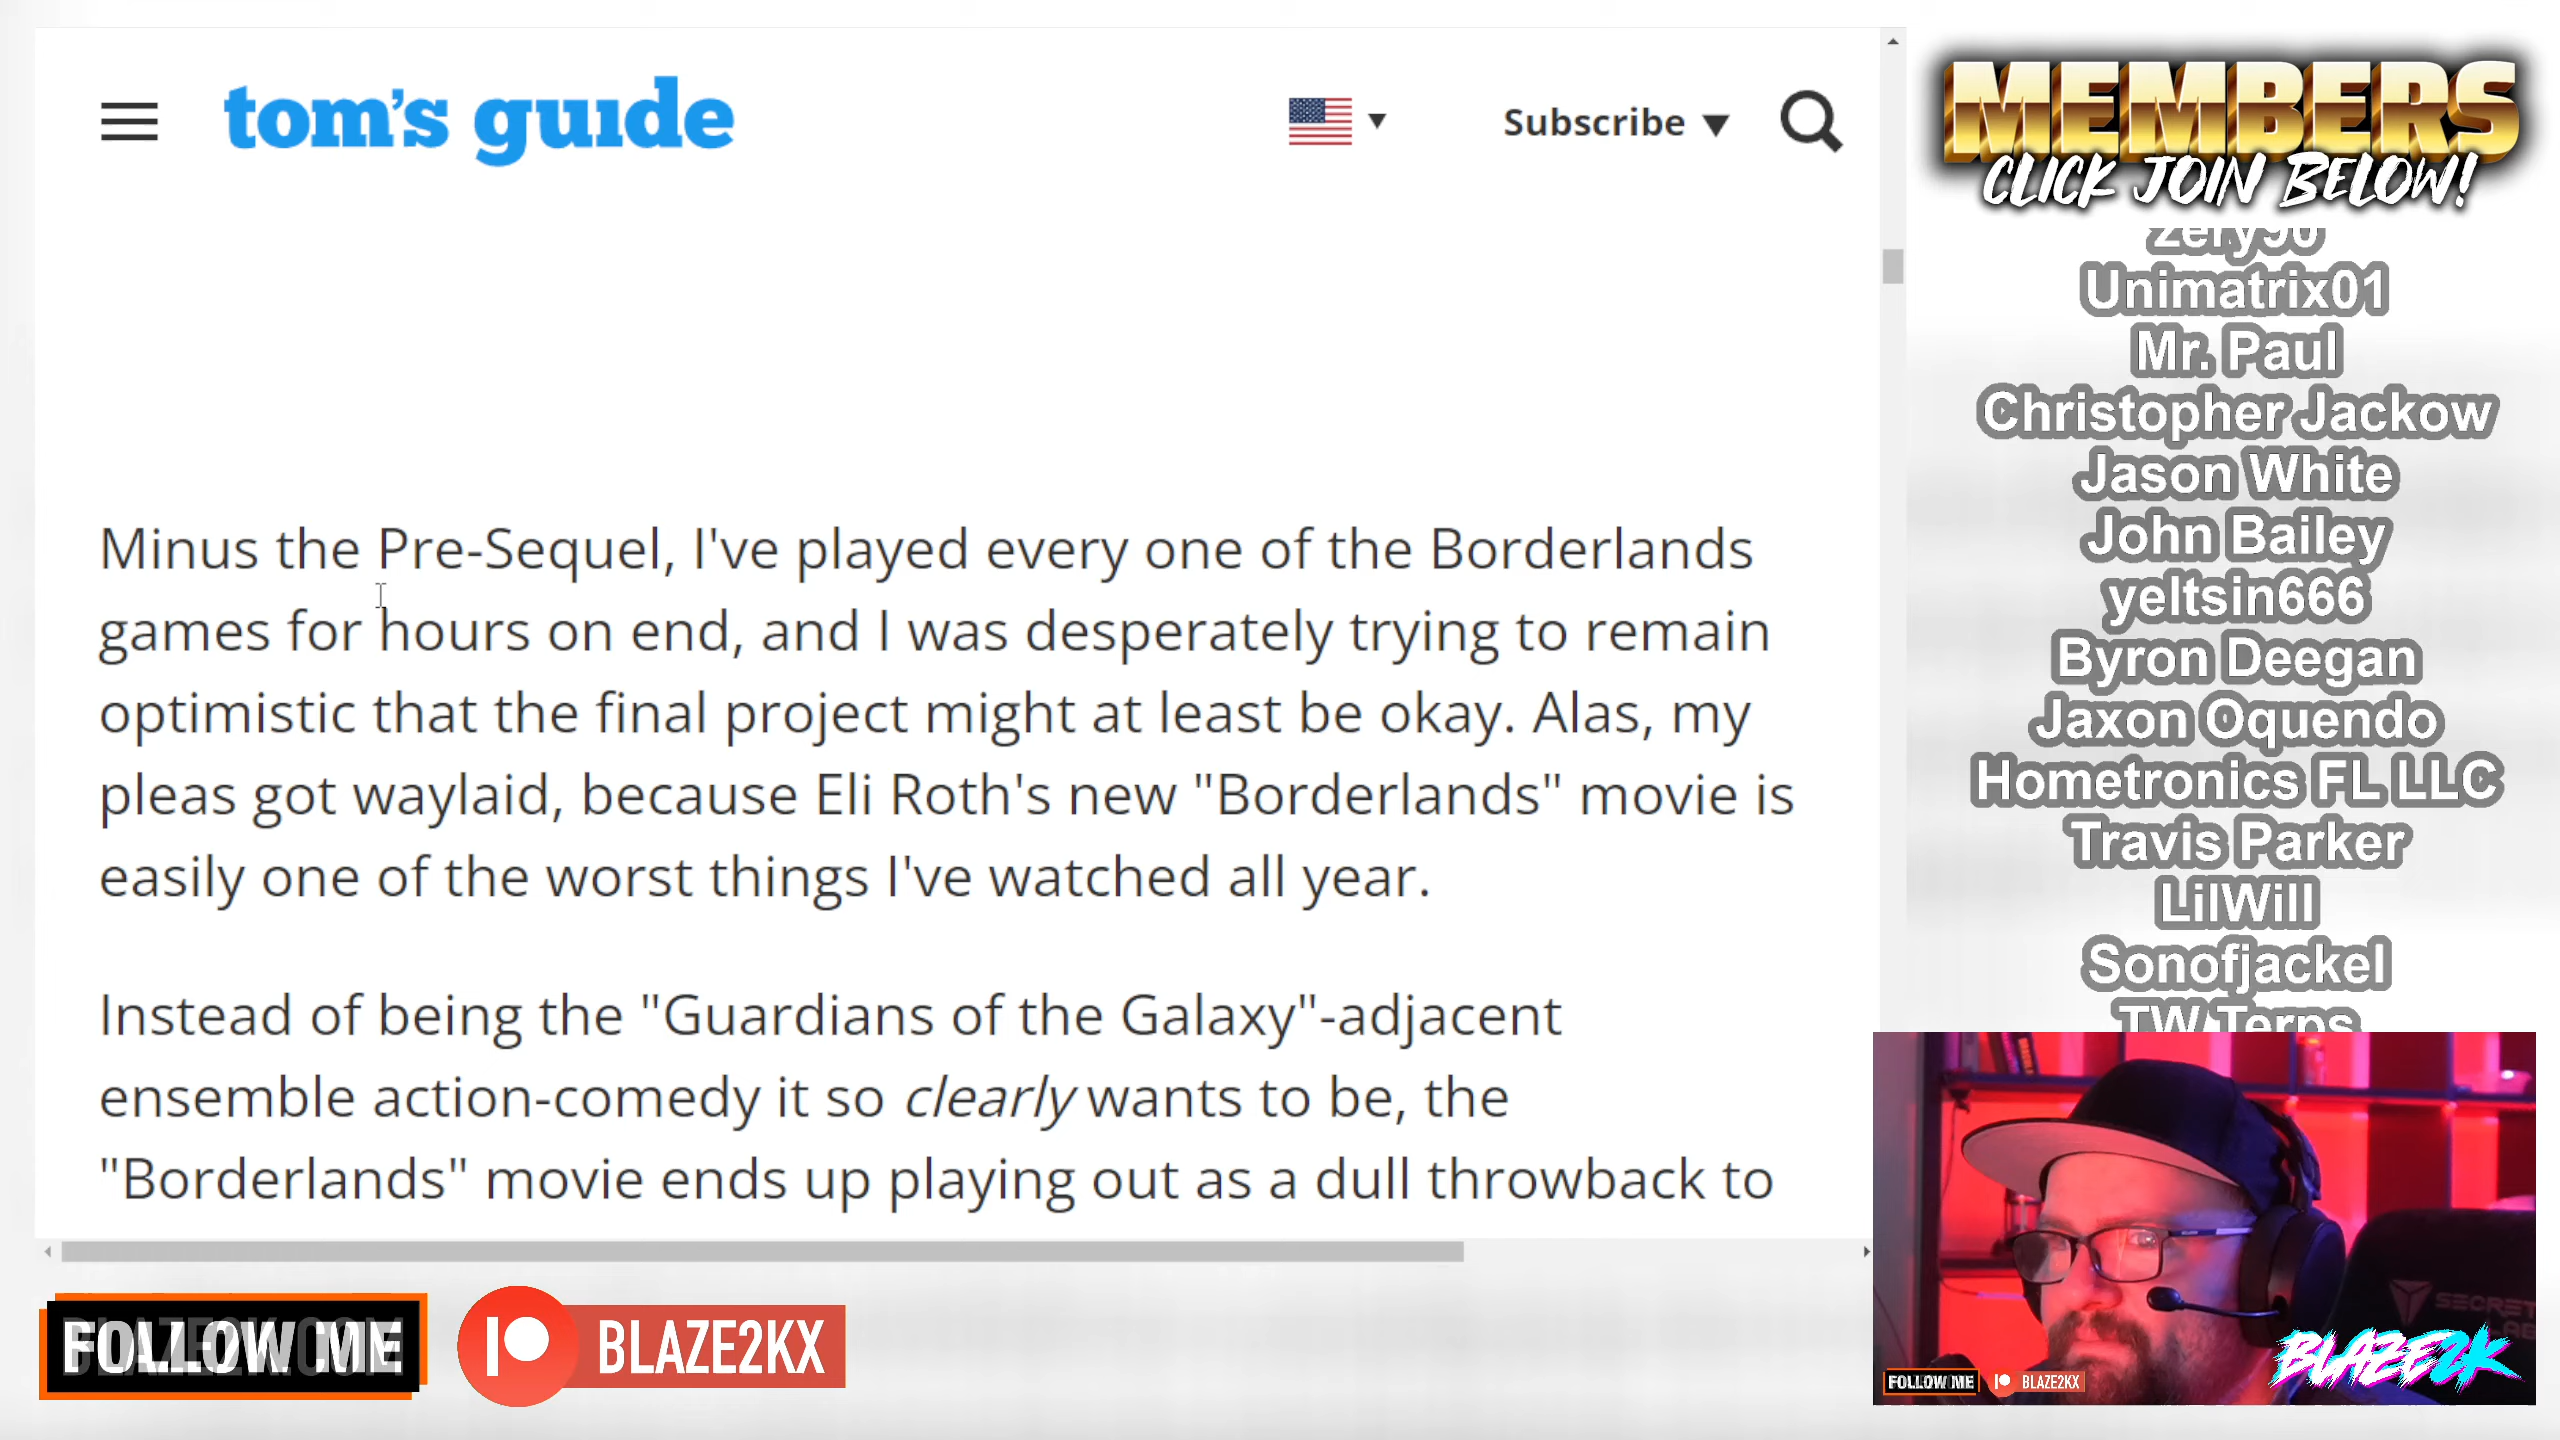 tom's guide
Subscribe
Minus the Pre-Sequel, I've played every one of the Borderlands
games for hours on end, and I was desperately trying to remain
optimistic that the final project might at least be okay. Alas, my
pleas got waylaid, because Eli Roth's new "Borderlands" movie is
easily one of the worst things I've watched all year.
Instead of being the "Guardians of the Galaxy"-adjacent
ensemble action-comedy it so clearly wants to be, the
"Borderlands" movie ends up playing out as a dull throwback to
MEMBERS
CLICK JOIN BELOW!
zery90
Unimatrix01
Mr. Paul
Christopher Jackow
Jason White
John Bailey
yeltsin666
Byron Deegan
Jaxon Oquendo
Hometronics FL LLC
Travis Parker
LilWill
Sonofjackel
TW Terps
FOLLOW ME
BLAZE2KX
SECRET
LAB
BLAZE2K
FOLLOW ME
BLAZE2KX